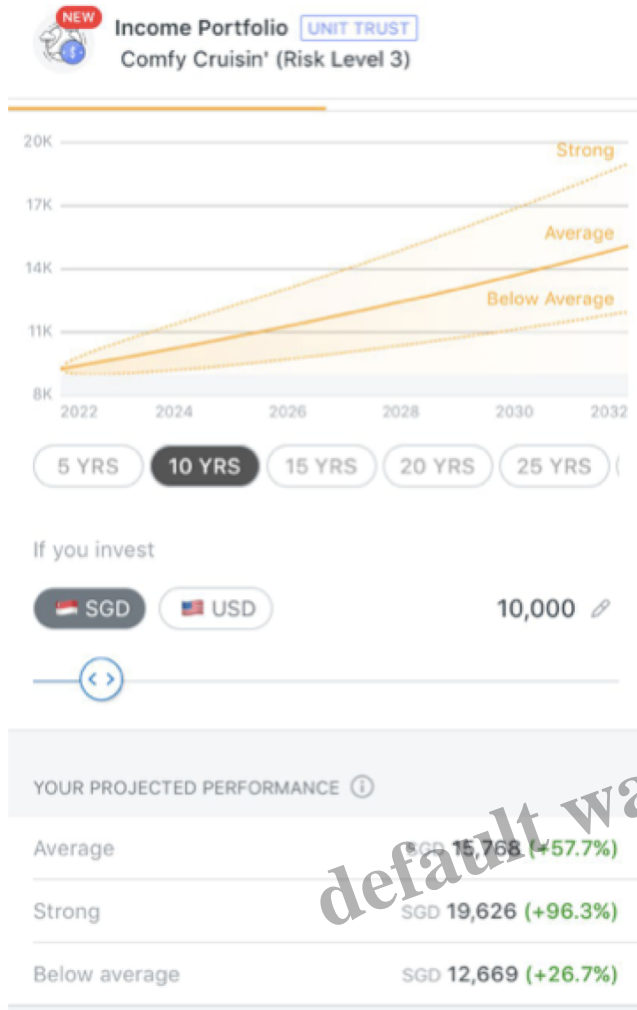 NEW
Income Portfolio UNIT TRUST
Comfy Cruisin' (Risk Level 3)
20K
Strong
17K
Average
14K
Below Average
11K
8K
2022 2024 2026 2028 2030 2032
5 YRS 10 YRS 15 YRS 20 YRS 25 YRS
If you invest
SGD USD 10,000
YOUR PROJECTED PERFORMANCE
Average SGD 15,768 (+57.7%)
Strong SGD 19,626 (+96.3%)
Below average SGD 12,669 (+26.7%)
default wa